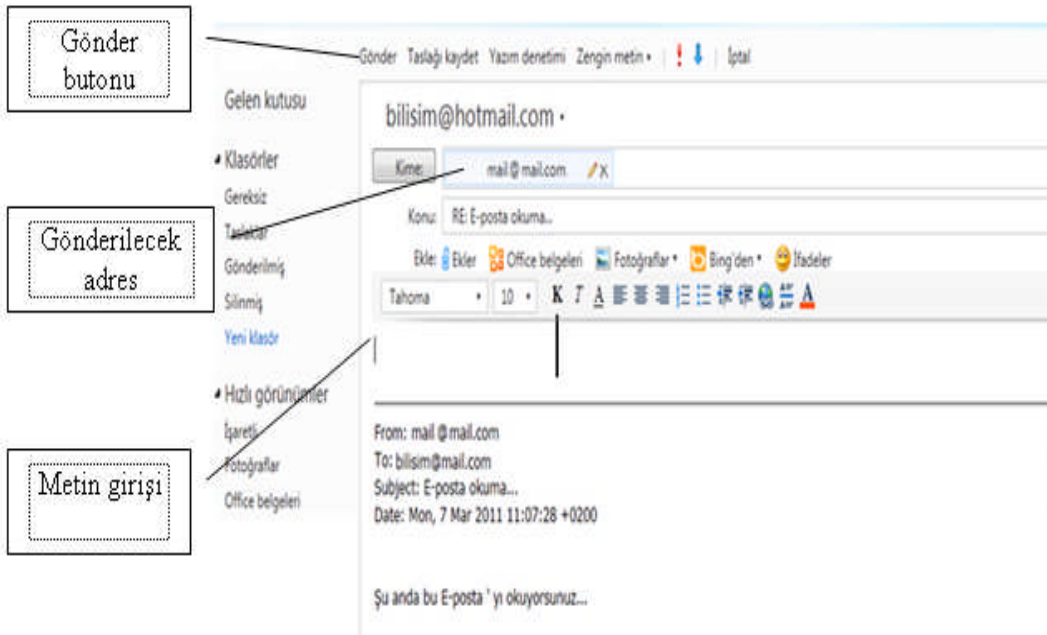 Gönder
butonu
Gönder Taslağı kaydet Yazım denetimi Zengin metin İptal
Gelen kutusu
bilisim@hotmail.com
Klasörler
Kime: mail @ mail.com X
Gereksiz
Konu: RE: E-posta okuma...
Taslaklar
Gönderilecek
adres
Ekle: Ekler Office belgeleri Fotoğraflar Bing'den İfadeler
Gönderilmiş
Silinmiş
Tahoma 10 K T A A
Yeni klasör
Hızlı görünümler
İşaretli
From: mail @ mail.com
Fotoğraflar
To: bilisim@mail.com
Metin girişi
Subject: E-posta okuma...
Office belgeleri
Date: Mon, 7 Mar 2011 11:07:28 +0200
Şu anda bu E-posta ' yı okuyorsunuz...